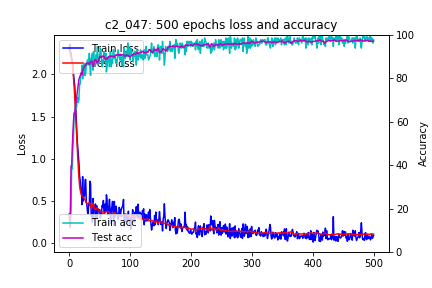 c2_047: 500 epochs loss and accuracy
Train loss
Test loss
2.0
1.5
1.0
0.5
0.0
Loss
100
80
60
40
20
0
Accuracy
Train acc
Test acc
0
100
200
300
400
500